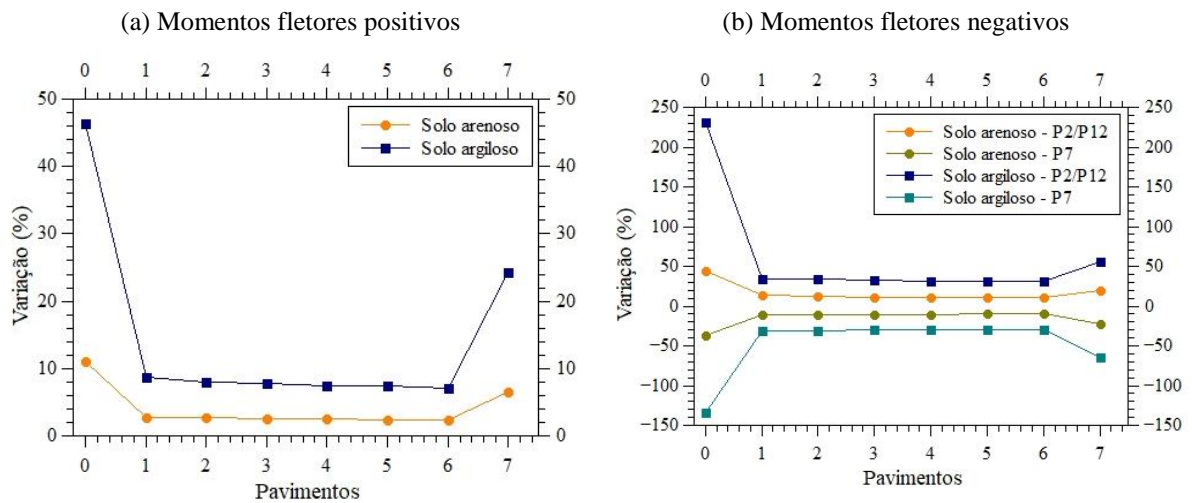 (a) Momentos fletores positivos
0 1 2 3 4 5 6 7
50 50
40 40
30 30
20 20
10 10
0 0
Variação (%)
Solo arenoso
Solo argiloso
0 1 2 3 4 5 6 7
Pavimentos
(b) Momentos fletores negativos
0 1 2 3 4 5 6 7
250 250
200 200
150 150
100 100
50 50
0 0
−50 −50
−100 −100
−150 −150
Variação (%)
Solo arenoso - P2/P12
Solo arenoso - P7
Solo argiloso - P2/P12
Solo argiloso - P7
0 1 2 3 4 5 6 7
Pavimentos